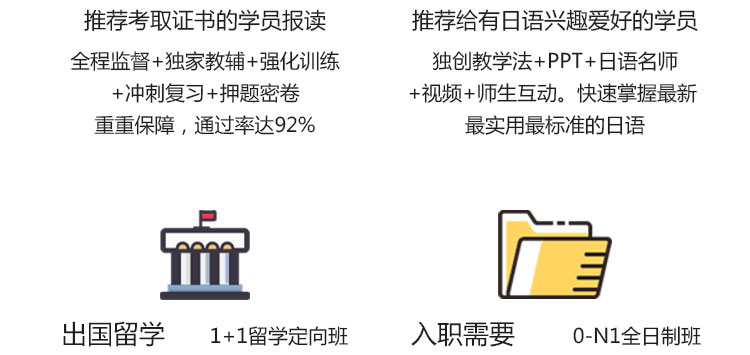 推荐考取证书的学员报读
全程监督+独家教辅+强化训练
+冲刺复习+押题密卷
重重保障，通过率达92%
推荐给有日语兴趣爱好的学员
独创教学法+PPT+日语名师
+视频+师生互动。快速掌握最新
最实用最标准的日语
出国留学 1+1留学定向班
入职需要 0-N1全日制班